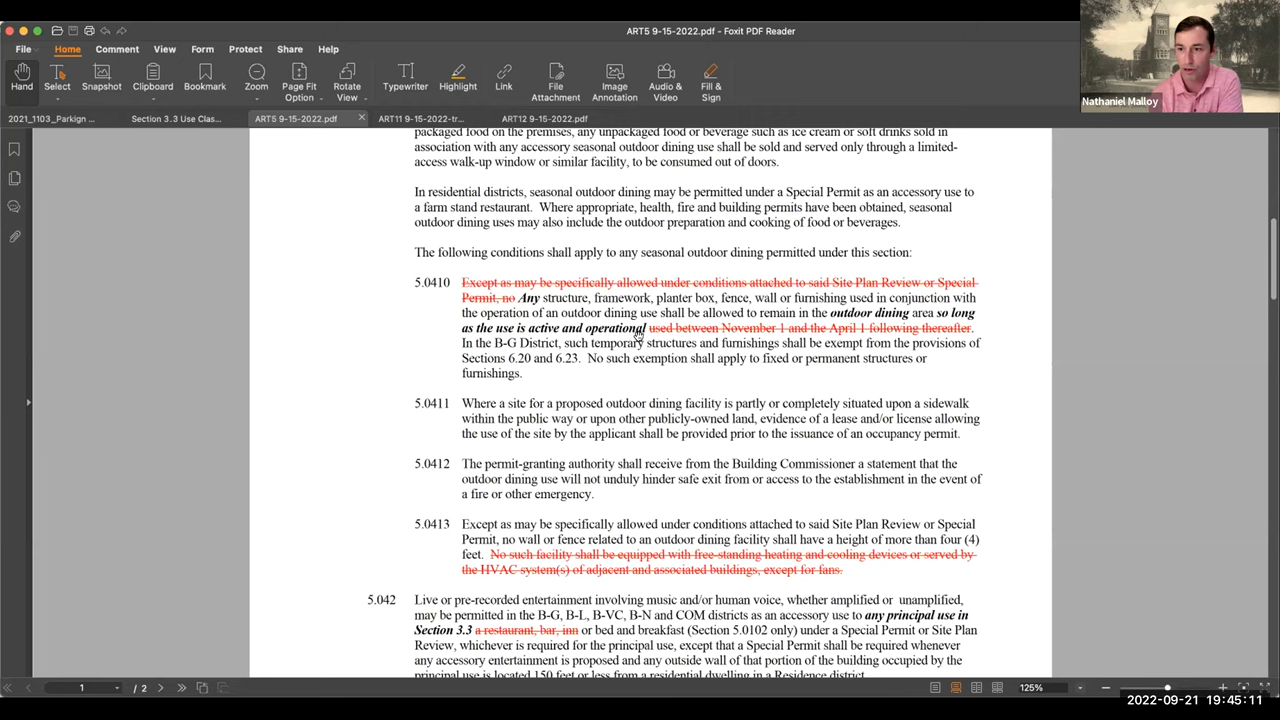 ART5 9-15-2022.pdf - Foxit PDF Reader
File Home Comment View Form Protect Share Help
Hand Select Snapshot Clipboard Bookmark Zoom Page Fit Option Rotate View Typewriter Highlight Link File Attachment Image Annotation Audio & Video Fill & Sign
Nathaniel Malloy
2021_1103_Parkign ... Section 3.3 Use Clas... ART5 9-15-2022.pdf ART11 9-15-2022-tr... ART12 9-15-2022.pdf
packaged food on the premises, any unpackaged food or beverage such as ice cream or soft drinks sold in
association with any accessory seasonal outdoor dining use shall be sold and served only through a limited-
access walk-up window or similar facility, to be consumed out of doors.
In residential districts, seasonal outdoor dining may be permitted under a Special Permit as an accessory use to
a farm stand restaurant. Where appropriate, health, fire and building permits have been obtained, seasonal
outdoor dining uses may also include the outdoor preparation and cooking of food or beverages.
The following conditions shall apply to any seasonal outdoor dining permitted under this section:
5.0410 Except as may be specifically allowed under conditions attached to said Site Plan Review or Special
Permit, no Any structure, framework, planter box, fence, wall or furnishing used in conjunction with
the operation of an outdoor dining use shall be allowed to remain in the outdoor dining area so long
as the use is active and operational used between November 1 and the April 1 following thereafter.
In the B-G District, such temporary structures and furnishings shall be exempt from the provisions of
Sections 6.20 and 6.23. No such exemption shall apply to fixed or permanent structures or
furnishings.
5.0411 Where a site for a proposed outdoor dining facility is partly or completely situated upon a sidewalk
within the public way or upon other publicly-owned land, evidence of a lease and/or license allowing
the use of the site by the applicant shall be provided prior to the issuance of an occupancy permit.
5.0412 The permit-granting authority shall receive from the Building Commissioner a statement that the
outdoor dining use will not unduly hinder safe exit from or access to the establishment in the event of
a fire or other emergency.
5.0413 Except as may be specifically allowed under conditions attached to said Site Plan Review or Special
Permit, no wall or fence related to an outdoor dining facility shall have a height of more than four (4)
feet. No such facility shall be equipped with free-standing heating and cooling devices or served by
the HVAC system(s) of adjacent and associated buildings, except for fans.
5.042 Live or pre-recorded entertainment involving music and/or human voice, whether amplified or unamplified,
may be permitted in the B-G, B-L, B-VC, B-N and COM districts as an accessory use to any principal use in
Section 3.3 a restaurant, bar, inn or bed and breakfast (Section 5.0102 only) under a Special Permit or Site Plan
Review, whichever is required for the principal use, except that a Special Permit shall be required whenever
any accessory entertainment is proposed and any outside wall of that portion of the building occupied by the
principal use is located 150 feet or less from a residential dwelling in a Residence district.
1 / 2
125%
2022-09-21 19:45:11